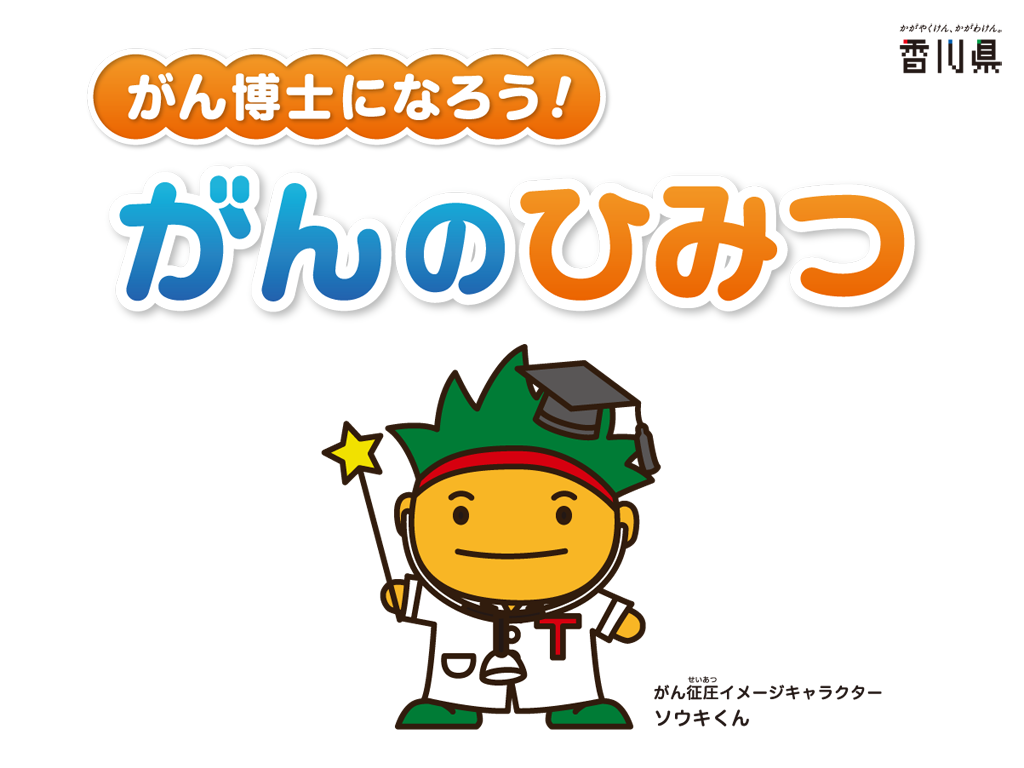 かがやくけん、かがわけん。
香川県
がん博士になろう!
がんのひみつ
T
せいあつ
がん征圧イメージキャラクター
ソウキくん